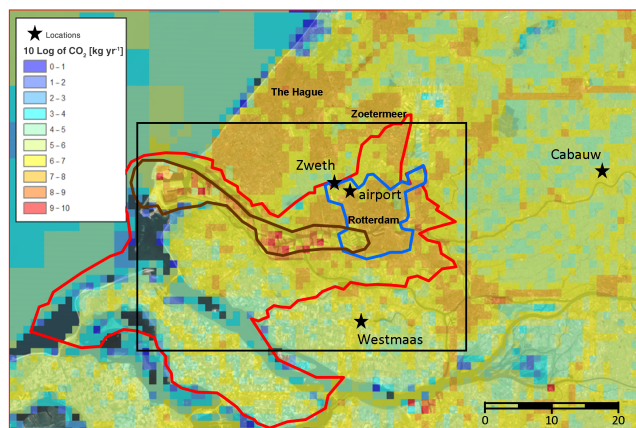 Locations
10 Log of CO₂ [kg yr⁻¹]
0 – 1
1 – 2
2 – 3
3 – 4
4 – 5
5 – 6
6 – 7
7 – 8
8 – 9
9 – 10
The Hague
Zoetermeer
Zweth
airport
Cabauw
Rotterdam
Westmaas
0 10 20